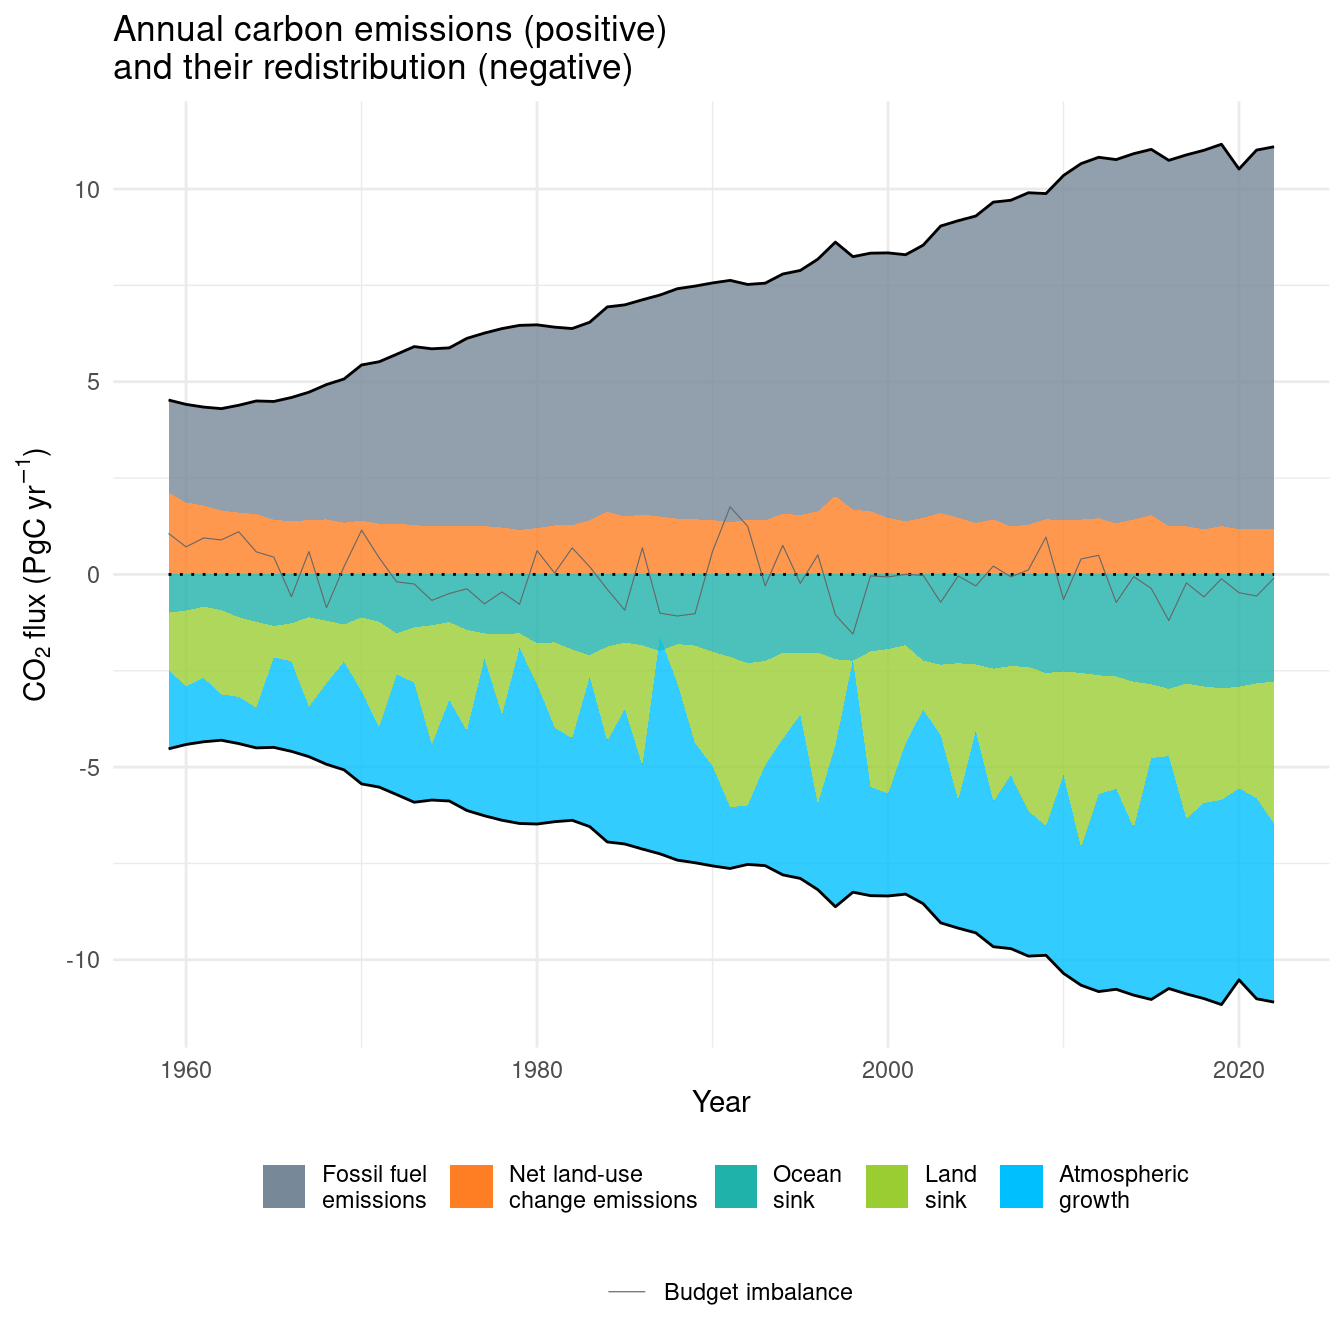 Annual carbon emissions (positive)
and their redistribution (negative)
CO₂ flux (PgC yr⁻¹)
10
5
0
-5
-10
1960
1980
2000
2020
Year
Fossil fuel
emissions
Net land-use
change emissions
Ocean
sink
Land
sink
Atmospheric
growth
Budget imbalance